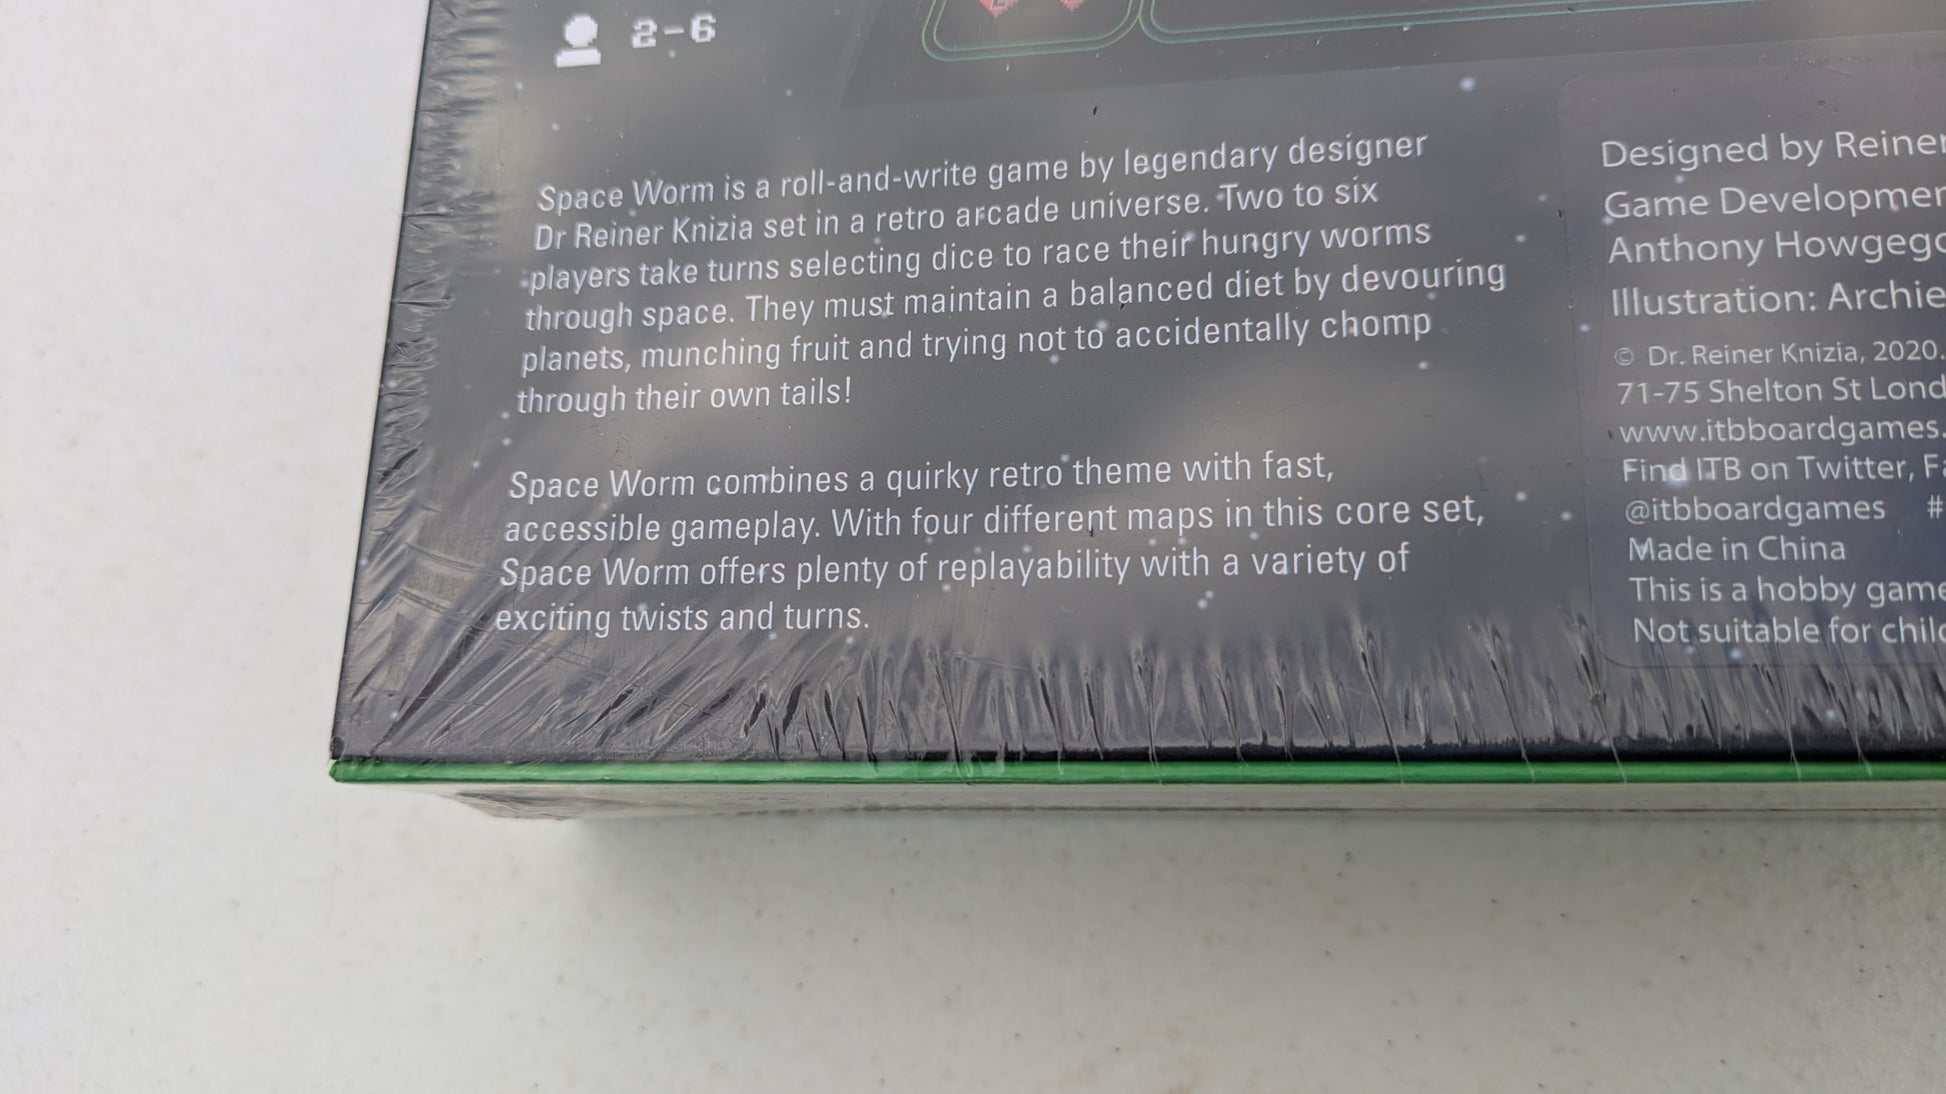 2-6
Space Worm is a roll-and-write game by legendary designer
Dr Reiner Knizia set in a retro arcade universe. Two to six
players take turns selecting dice to race their hungry worms
through space. They must maintain a balanced diet by devouring
planets, munching fruit and trying not to accidentally chomp
through their own tails!
Space Worm combines a quirky retro theme with fast,
accessible gameplay. With four different maps in this core set,
Space Worm offers plenty of replayability with a variety of
exciting twists and turns.
Designed by Reiner
Game
Anthony
Illustration: Archie
© Dr. Reiner Knizia, 2020.
71-75 Shelton St
www.itbboardgames.
Find ITB on Twitter,
@itbboardgames #
Made in China
This is a hobby game
Not suitable for